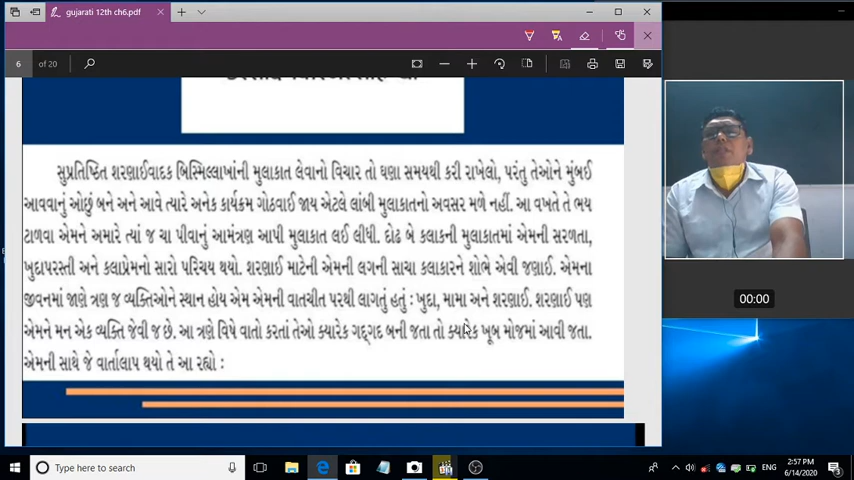 gujarati 12th ch6.pdf
6 of 20
સુપ્રતિષ્ઠિત શરણાઈવાદક બિસ્મિલ્લાખાંની મુલાકાત લેવાનો વિચાર તો ઘણા સમયથી કરી રાખેલો, પરંતુ તેઓને મુંબઈ
આવવાનું ઓછું બને અને આવે ત્યારે અનેક કાર્યક્રમ ગોઠવાઈ જાય એટલે લાંબી મુલાકાતનો અવસર મળે નહીં. આ વખતે તે ભય
ટાળવા એમને અમારે ત્યાં જ ચા પીવાનું આમંત્રણ આપી મુલાકાત લઈ લીધી. દોઢ બે કલાકની મુલાકાતમાં એમની સરળતા,
ખુદાપરસ્તી અને કલાપ્રેમનો સારો પરિચય થયો. શરણાઈ માટેની એમની લગની સાચા કલાકારને શોભે એવી જણાઈ. એમના
જીવનમાં જાણે ત્રણ જ વ્યક્તિઓને સ્થાન હોય એમ એમની વાતચીત પરથી લાગતું હતું : ખુદા, મામા અને શરણાઈ. શરણાઈ પણ
એમને મન એક વ્યક્તિ જેવી જ છે. આ ત્રણે વિષે વાતો કરતાં તેઓ ક્યારેક ગદ્ગદ બની જતા તો ક્યારેક ખૂબ મોજમાં આવી જતા.
એમની સાથે જે વાર્તાલાપ થયો તે આ રહ્યો :
00:00
Type here to search
ENG
2:57 PM
6/14/2020